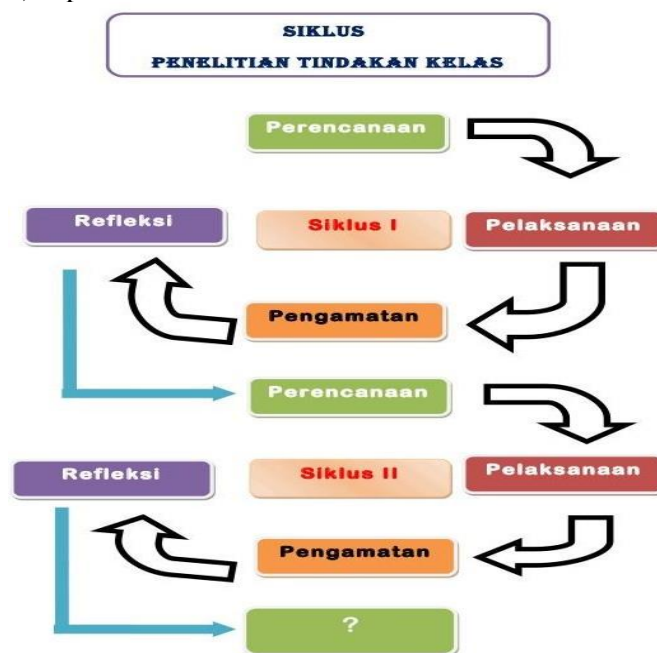 SIKLUS
PENELITIAN TINDAKAN KELAS
Perencanaan
Refleksi
Siklus I
Pelaksanaan
Pengamatan
Perencanaan
Refleksi
Siklus II
Pelaksanaan
Pengamatan
?